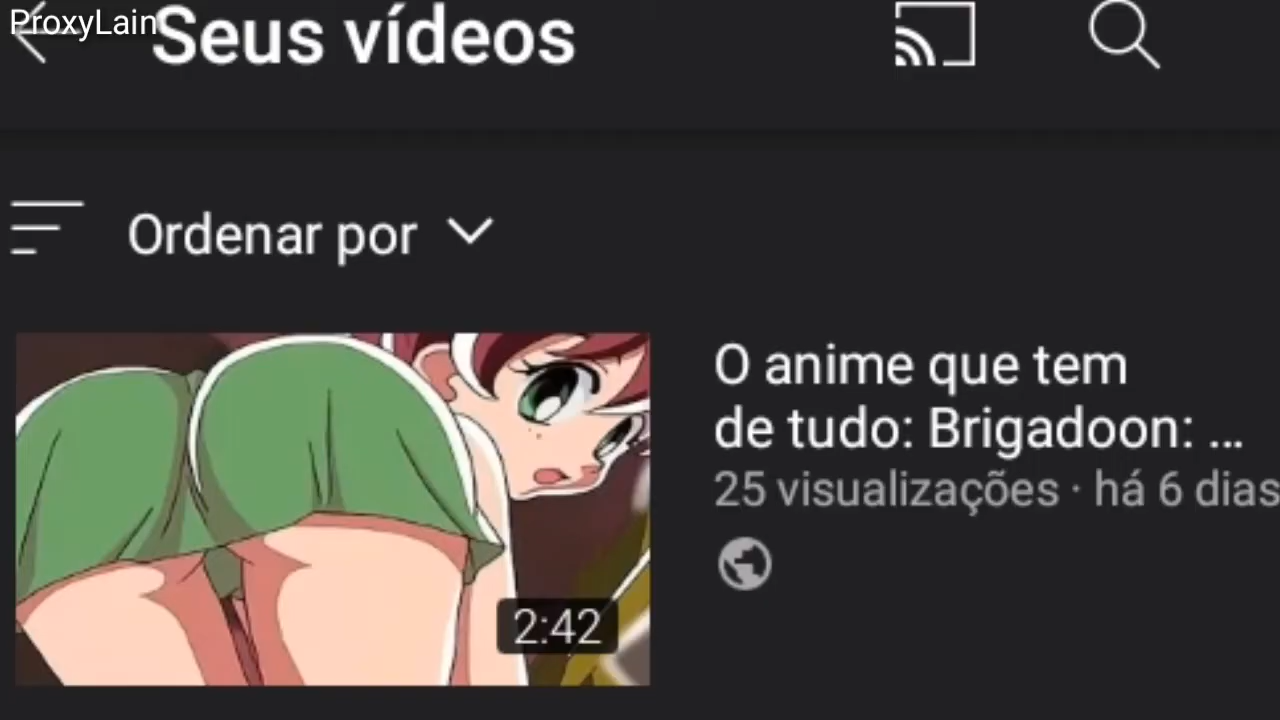 ProxyLain
Seus vídeos
Ordenar por
O anime que tem
de tudo: Brigadoon: ...
25 visualizações · há 6 dias
2:42